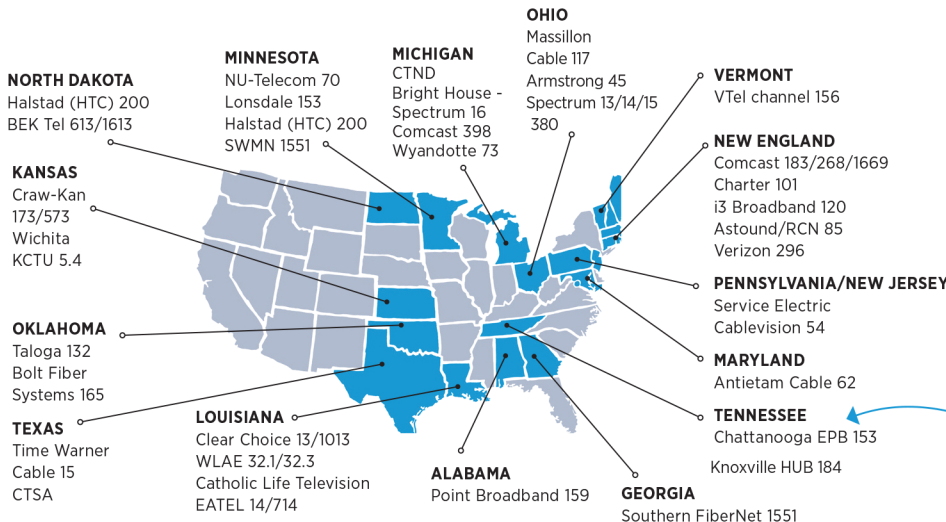 NORTH DAKOTA
Halstad (HTC) 200
BEK Tel 613/1613
MINNESOTA
NU-Telecom 70
Lonsdale 153
Halstad (HTC) 200
SWMN 1551
MICHIGAN
CTND
Bright House -
Spectrum 16
Comcast 398
Wyandotte 73
OHIO
Massillon
Cable 117
Armstrong 45
Spectrum 13/14/15
380
VERMONT
VTel channel 156
NEW ENGLAND
Comcast 183/268/1669
Charter 101
i3 Broadband 120
Astound/RCN 85
Verizon 296
KANSAS
Craw-Kan
173/573
Wichita
KCTU 5.4
PENNSYLVANIA/NEW JERSEY
Service Electric
Cablevision 54
OKLAHOMA
Taloga 132
Bolt Fiber
Systems 165
MARYLAND
Antietam Cable 62
TEXAS
Time Warner
Cable 15
CTSA
LOUISIANA
Clear Choice 13/1013
WLAE 32.1/32.3
Catholic Life Television
EATEL 14/714
ALABAMA
Point Broadband 159
GEORGIA
Southern FiberNet 1551
TENNESSEE
Chattanooga EPB 153
Knoxville HUB 184